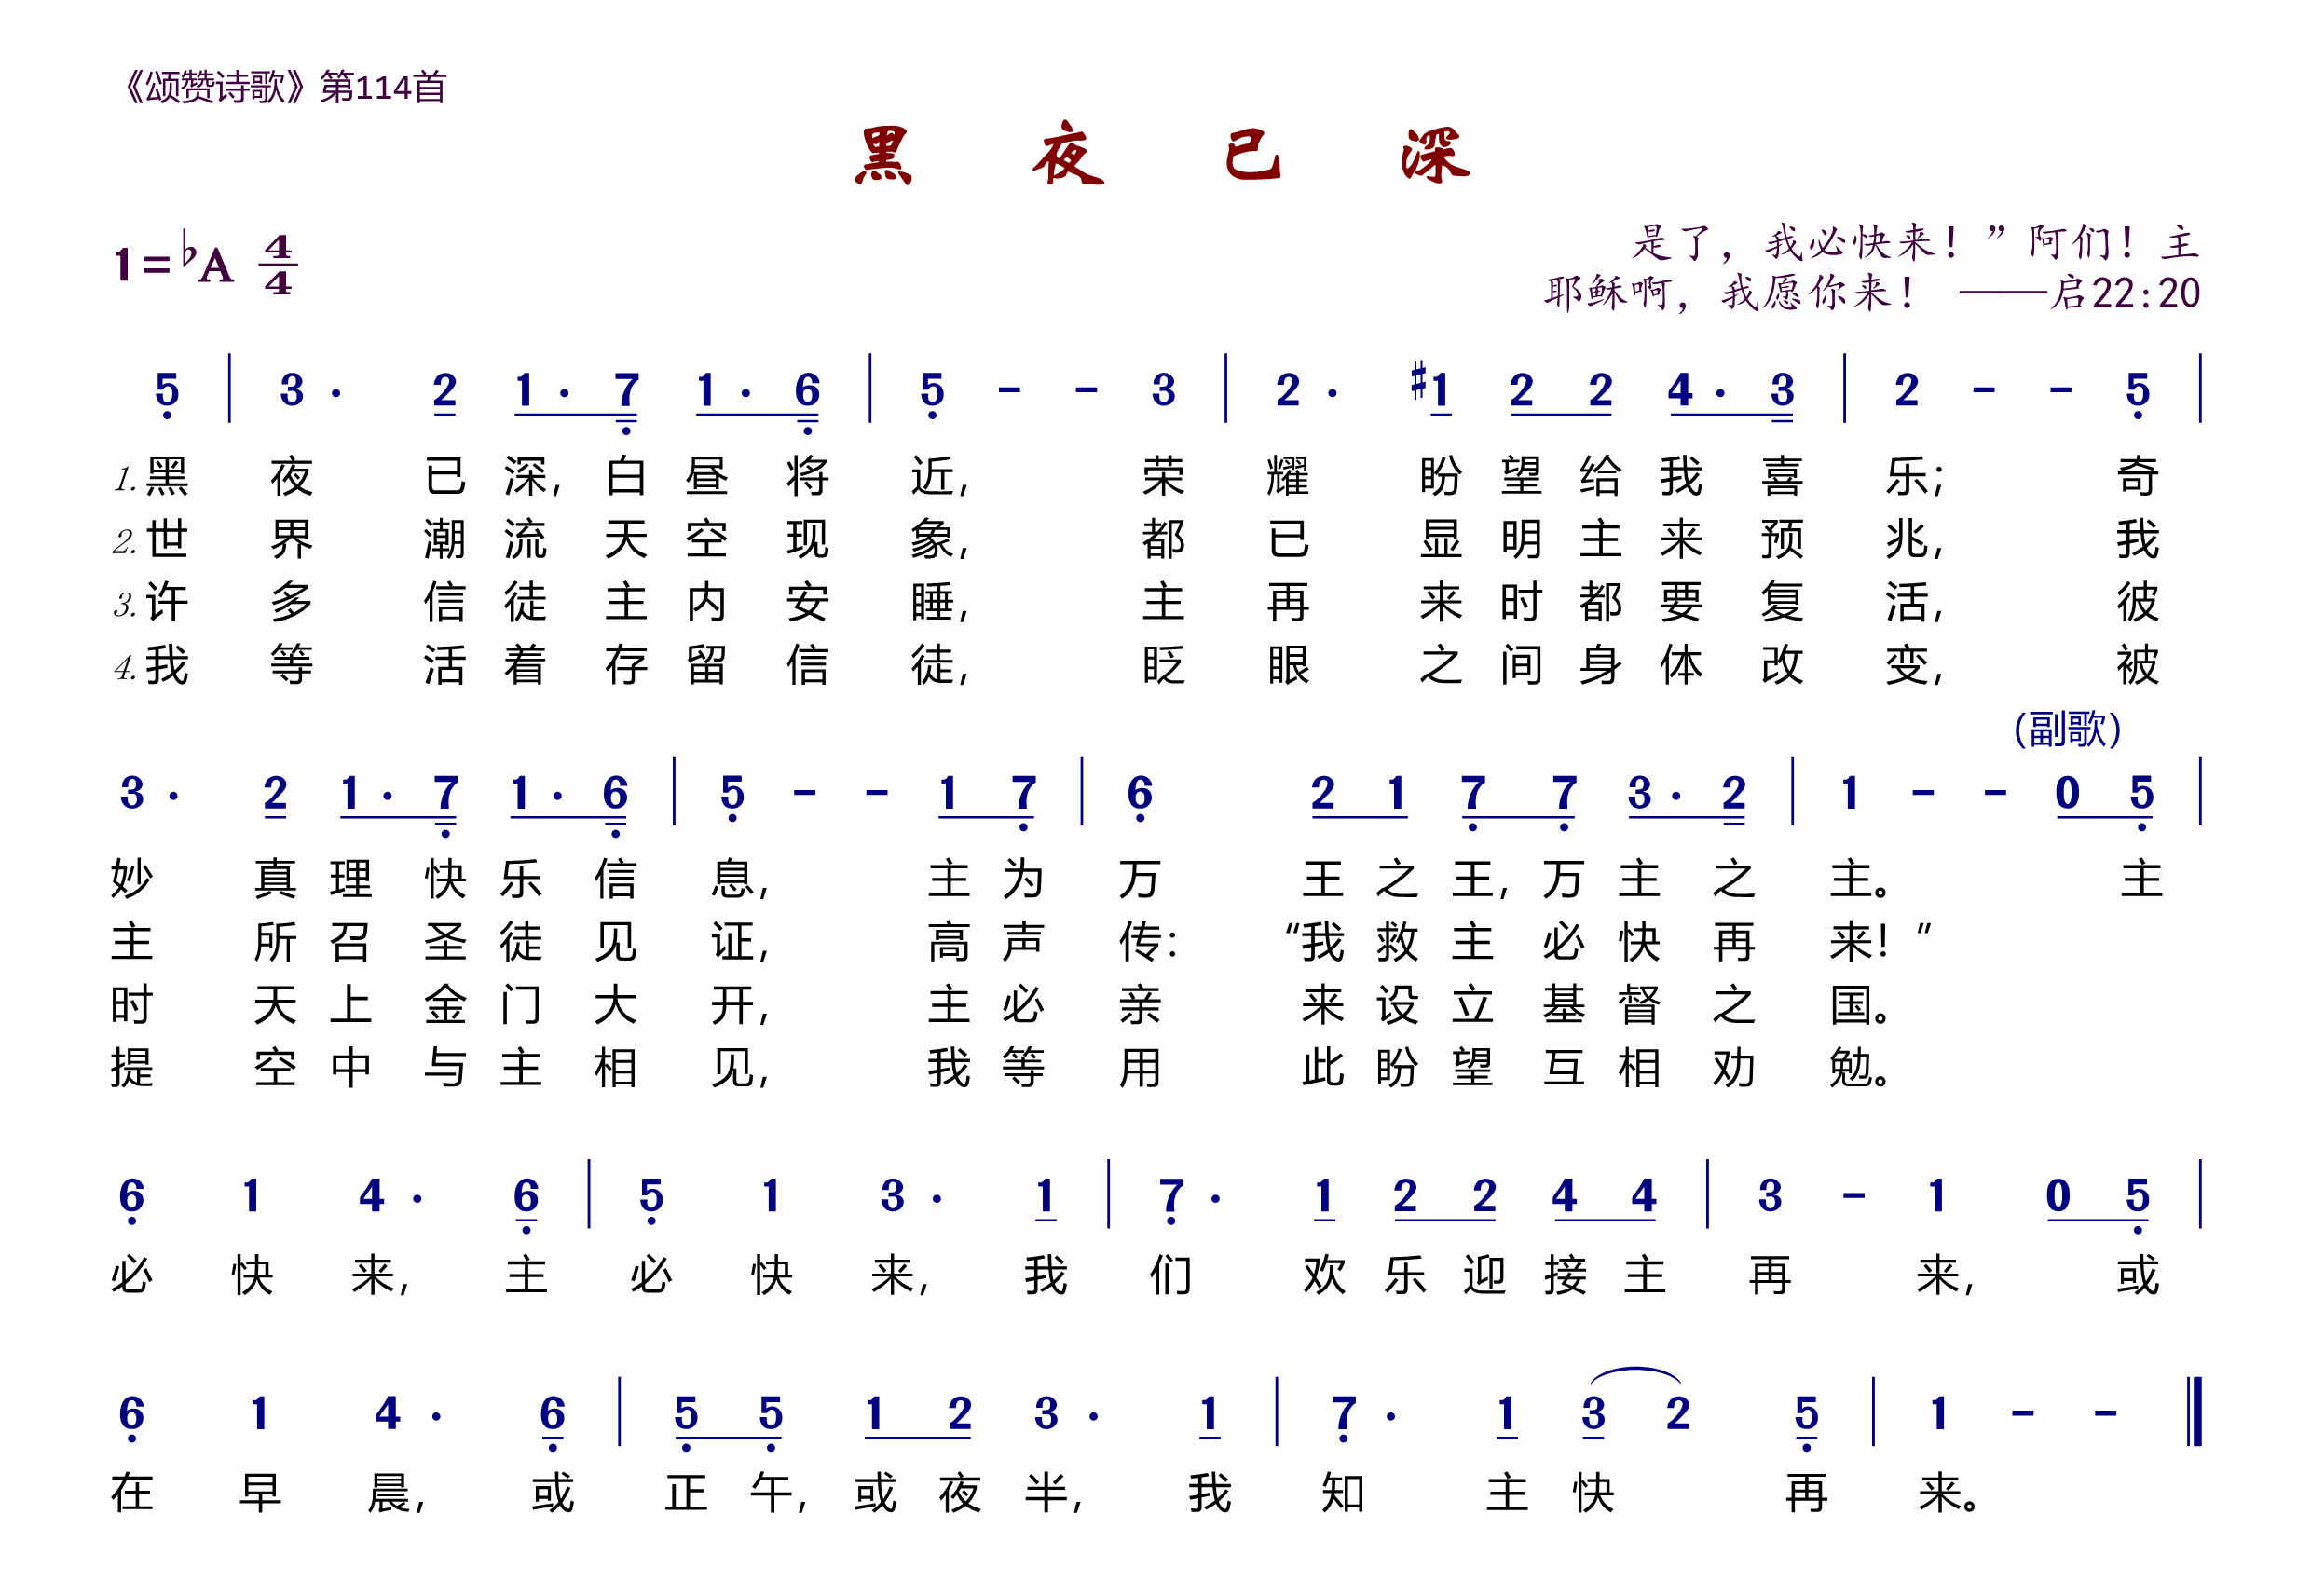 《颂赞诗歌》第114首
黑夜已深
1=♭A 4/4
是了，我必快来！”阿们！主
耶稣啊，我愿你来！ ——启22:20
5̣ | 3· 2 1· 7̣ 1· 6̣ | 5̣ - - 3 | 2· #1 2 2 4· 3 | 2 - - 5̣ |
1.黑夜已深，白昼将近，荣耀盼望给我喜乐；奇
2.世界潮流天空现象，都已显明主来预兆，我
3.许多信徒主内安睡，主再来时都要复活，彼
4.我等活着存留信徒，眨眼之间身体改变，被
(副歌)
3· 2 1· 7̣ 1· 6̣ | 5̣ - - 1 7̣ | 6̣ 2 1 7̣ 7̣ 3· 2 | 1 - - 0 5̣ |
妙真理快乐信息，主为万王之王，万主之主。主
主所召圣徒见证，高声传：“我救主必快再来！”
时天上金门大开，主必亲来设立基督之国。
提空中与主相见，我等用此盼望互相劝勉。
6̣ 1 4· 6̣ | 5̣ 1 3· 1 | 7̣· 1 2 2 4 4 | 3 - 1 0 5̣ |
必快来，主必快来，我们欢乐迎接主再来，或
6̣ 1 4· 6̣ | 5̣ 5̣ 1 2 3· 1 | 7̣· 1 3 2 5̣ | 1 - - ‖
在早晨，或正午，或夜半，我知主快再来。